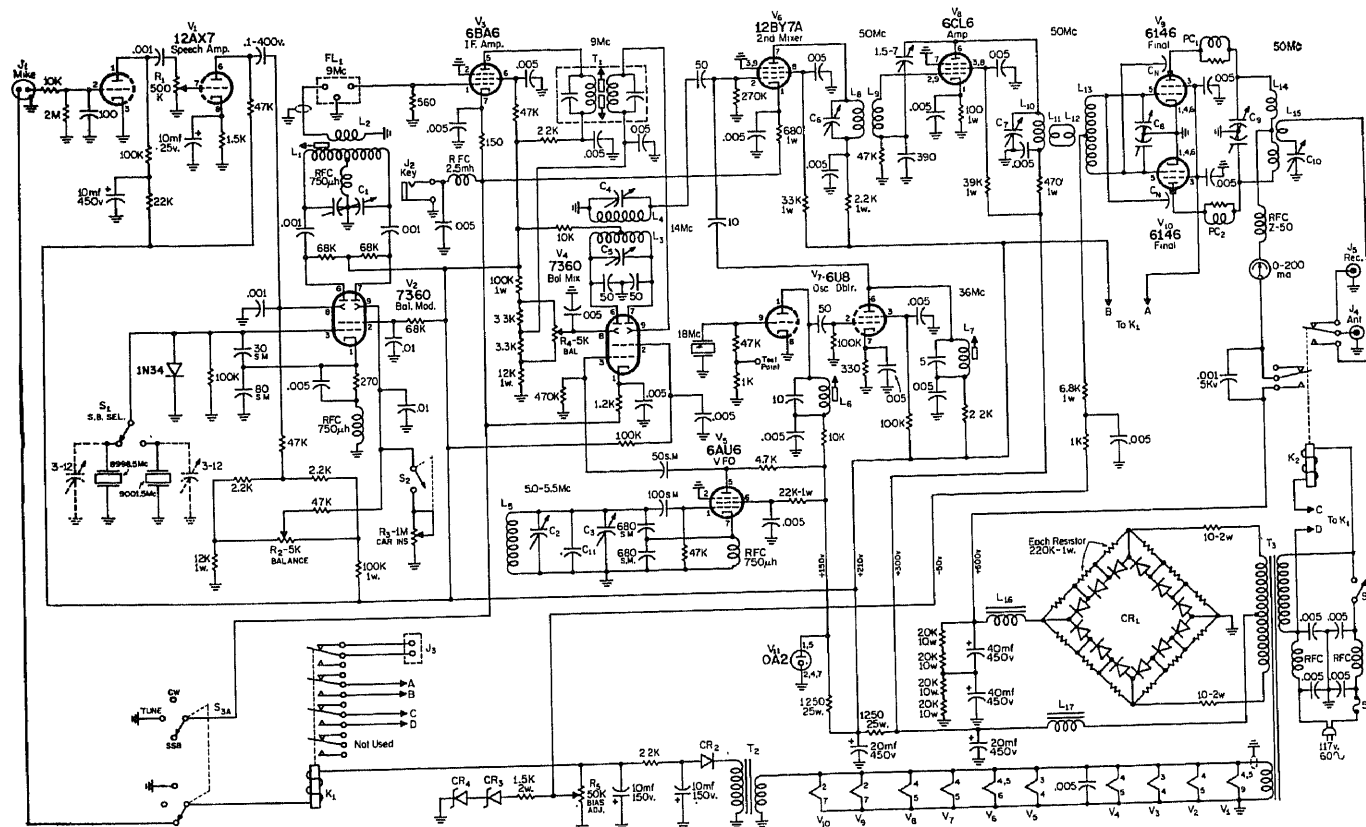 J1
Mike
10K
2M
100
V1
12AX7
Speech Amp.
.001
R1
500
K
.1-400v.
47K
10mf
25v.
1.5K
100K
10mf
450v
22K
FL1
9Mc
L2
L1
RFC
750µh
C1
.001
.001
68K
68K
V2
7360
Bal. Mod.
68K
.01
.01
.001
30
S M
80
S M
1N34
100K
.005
270
RFC
750µh
S1
S.B. SEL.
3-12
8998.5Mc
9001.5Mc
3-12
47K
2.2K
2.2K
47K
R2-5K
BALANCE
12K
1w.
100K
1w.
S2
R3-1M
CAR INS
V3
6BA6
I.F. Amp.
.005
560
.005
150
47K
2.2K
T1
9Mc
.005
.005
J2
Key
RFC
2.5mh
.005
C4
L4
14Mc
L3
C5
50
50
10K
V4
7360
Bal Mix
.005
100K
1w
3.3K
3.3K
12K
1w.
R4-5K
BAL
470K
1.2K
.005
.005
100K
V5
6AU6
VFO
50 S.M
4.7K
100 S.M
22K-1w
.005
5.0-5.5Mc
L5
C2
C11
C3
680
S M
680
S.M.
47K
RFC
750µh
50
V6
12BY7A
2nd Mixer
270K
.005
.005
680
1w
10
33K
1w
50Mc
C6
L8
.005
2.2K
1w.
1.5-7
L9
47K
390
V8
6CL6
Amp
.005
.005
100
1w
39K
1w
50Mc
L10
C7
.005
470
1w
L11
L12
L13
V7-6U8
Osc Dblr.
18Mc
47K
Test
Point
1K
50
100K
330
.005
.005
100K
36Mc
L7
5
.005
2.2K
L6
10
.005
10K
V9
6146
Final
PC1
CN
C8
CN
V10
6146
Final
PC2
.005
.005
50Mc
C9
L14
L15
C10
RFC
Z-50
0-200
ma
J5
Rec.
J4
Ant
B
A
To K1
6.8K
1w
1K
.005
.001
5Kv
K2
C
D
To K1
+150v
+210v
+300v
-50v
+600v
V11
OA2
1250
25w.
1250
25w.
20mf
450v
20mf
450v
L16
20K
10w
20K
10w.
20K
10w.
20K
10w
40mf
450v
40mf
450v
L17
Each Resistor
220K-1w.
CR1
10-2w
10-2w
T3
.005
.005
RFC
RFC
.005
.005
117v.
60~
CW
TUNE
SSB
S3A
J3
A
B
C
D
Not Used
K1
CR4
CR3
1.5K
2w.
R5
50K
BIAS
ADJ.
10mf
150v.
2.2K
10mf
150v.
CR2
T2
.005
V10
V9
V8
V7
V6
V5
V4
V3
V2
V1